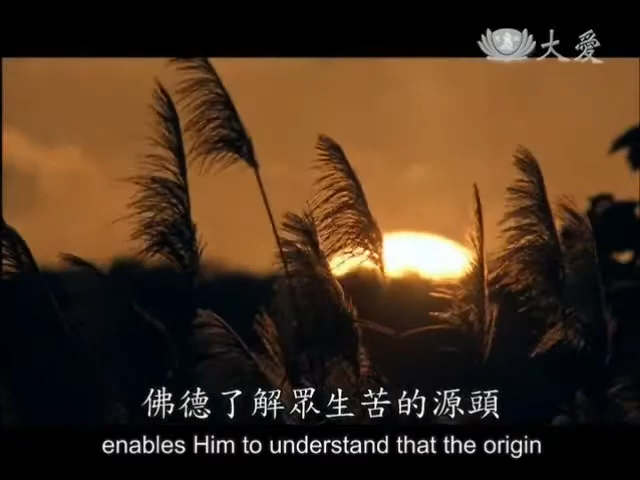 大愛
佛德了解眾生苦的源頭
enables Him to understand that the origin